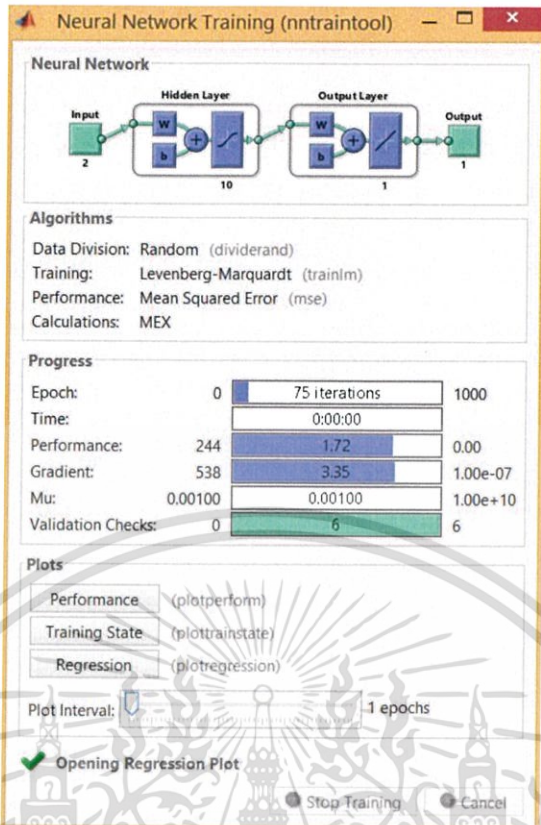 Neural Network Training (nntraintool)
Neural Network
Hidden Layer
Output Layer
Input
Output
W
b
W
b
2
10
1
1
Algorithms
Data Division: Random (dividerand)
Training: Levenberg-Marquardt (trainlm)
Performance: Mean Squared Error (mse)
Calculations: MEX
Progress
Epoch: 0 75 iterations 1000
Time: 0:00:00
Performance: 244 1.72 0.00
Gradient: 538 3.35 1.00e-07
Mu: 0.00100 0.00100 1.00e+10
Validation Checks: 0 6 6
Plots
Performance (plotperform)
Training State (plottrainstate)
Regression (plotregression)
Plot Interval: 1 epochs
Opening Regression Plot
Stop Training Cancel